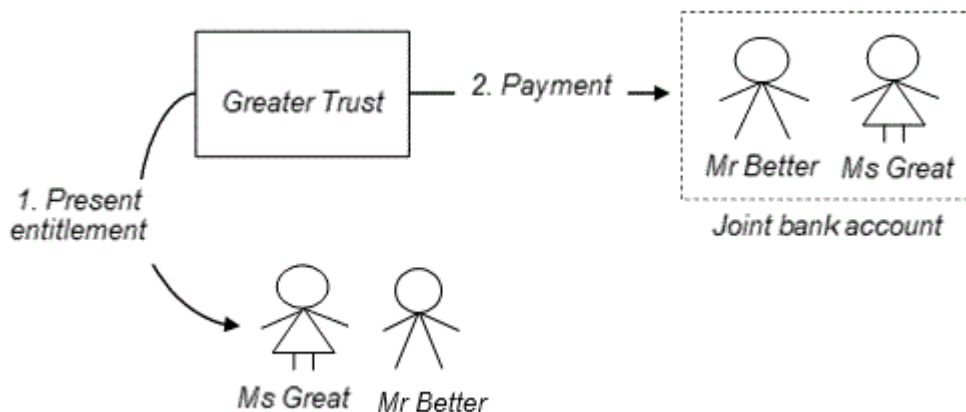 Greater Trust
2. Payment
Mr Better
Ms Great
Joint bank account
1. Present
entitlement
Ms Great
Mr Better